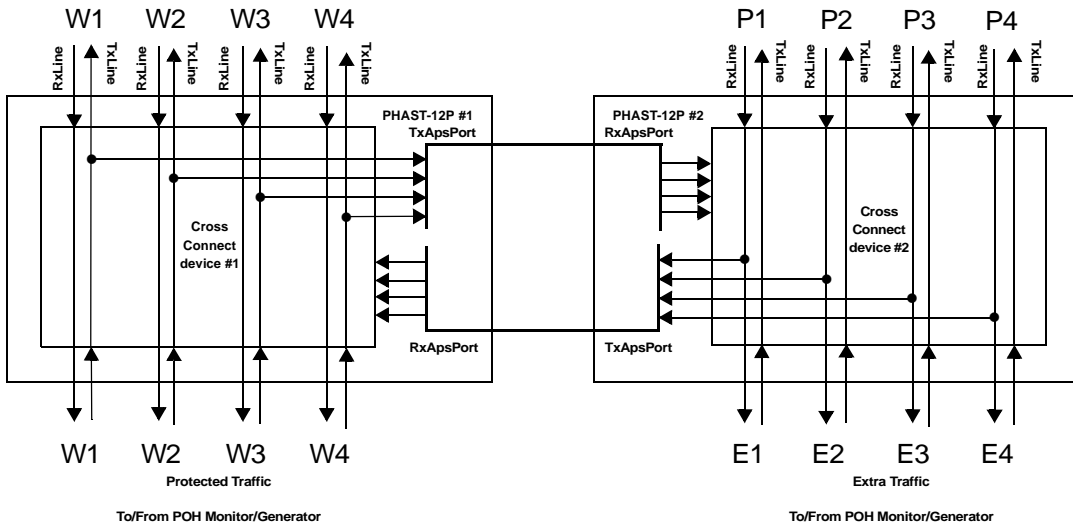 W1 W2 W3 W4 P1 P2 P3 P4
RxLine TxLine RxLine TxLine RxLine TxLine RxLine TxLine RxLine TxLine RxLine TxLine RxLine TxLine RxLine TxLine
PHAST-12P #1 PHAST-12P #2
TxApsPort RxApsPort
Cross
Connect
device #1
Cross
Connect
device #2
RxApsPort TxApsPort
W1 W2 W3 W4 E1 E2 E3 E4
Protected Traffic Extra Traffic
To/From POH Monitor/Generator To/From POH Monitor/Generator